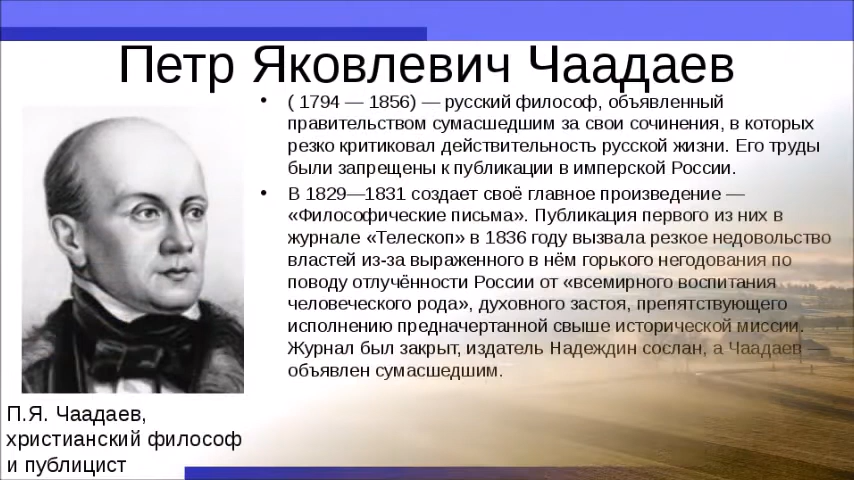 Петр Яковлевич Чаадаев
• ( 1794 — 1856) — русский философ, объявленный
правительством сумасшедшим за свои сочинения, в которых
резко критиковал действительность русской жизни. Его труды
были запрещены к публикации в имперской России.
• В 1829—1831 создает своё главное произведение —
«Философические письма». Публикация первого из них в
журнале «Телескоп» в 1836 году вызвала резкое недовольство
властей из-за выраженного в нём горького негодования по
поводу отлучённости России от «всемирного воспитания
человеческого рода», духовного застоя, препятствующего
исполнению предначертанной свыше исторической миссии.
Журнал был закрыт, издатель Надеждин сослан, а Чаадаев —
объявлен сумасшедшим.
П.Я. Чаадаев,
христианский философ
и публицист